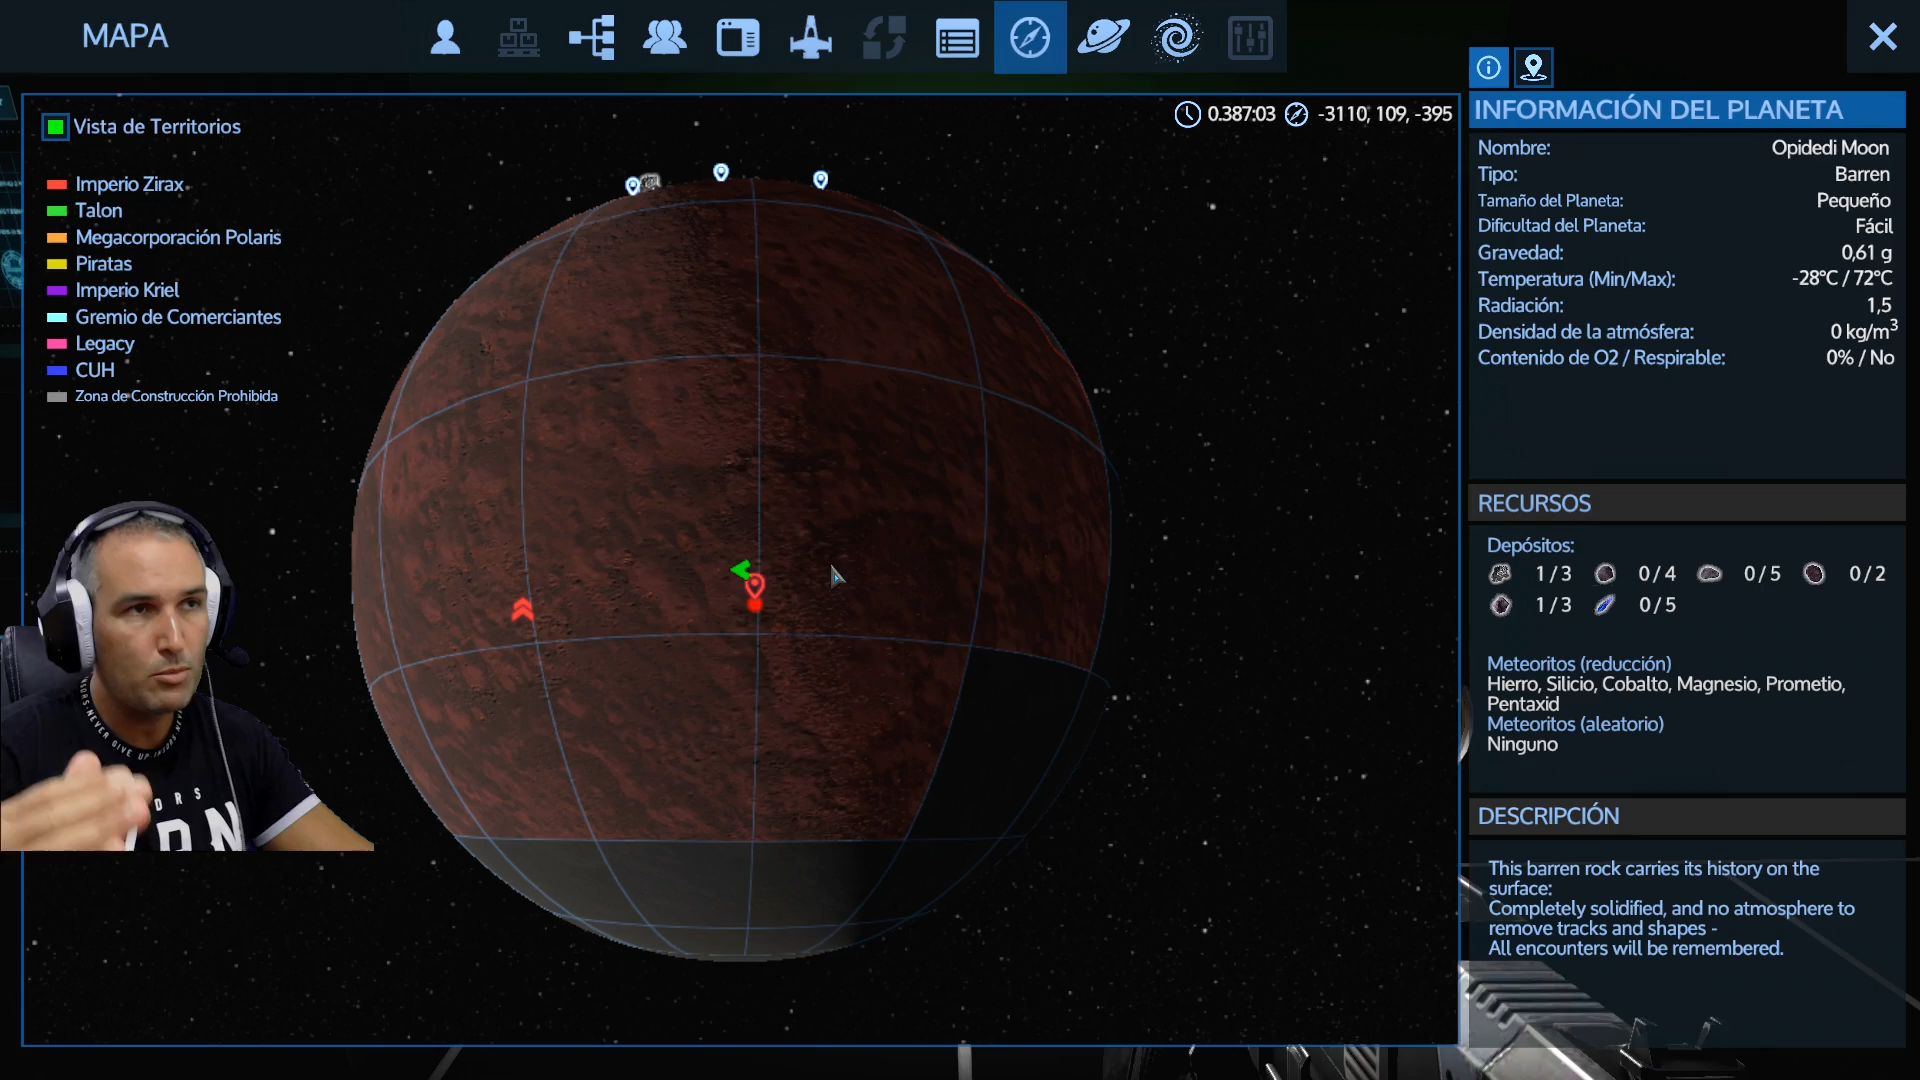 MAPA
Vista de Territorios
0.387:03
-3110, 109, -395
Imperio Zirax
Talon
Megacorporación Polaris
Piratas
Imperio Kriel
Gremio de Comerciantes
Legacy
CUH
Zona de Construcción Prohibida
INFORMACIÓN DEL PLANETA
Nombre: Opidedi Moon
Tipo: Barren
Tamaño del Planeta: Pequeño
Dificultad del Planeta: Fácil
Gravedad: 0,61 g
Temperatura (Min/Max): -28°C / 72°C
Radiación: 1,5
Densidad de la atmósfera: 0 kg/m³
Contenido de O2 / Respirable: 0% / No
RECURSOS
Depósitos:
1 / 3 0 / 4 0 / 5 0 / 2
1 / 3 0 / 5
Meteoritos (reducción)
Hierro, Silicio, Cobalto, Magnesio, Prometio,
Pentaxid
Meteoritos (aleatorio)
Ninguno
DESCRIPCIÓN
This barren rock carries its history on the
surface:
Completely solidified, and no atmosphere to
remove tracks and shapes -
All encounters will be remembered.
NEVER GIVE UP